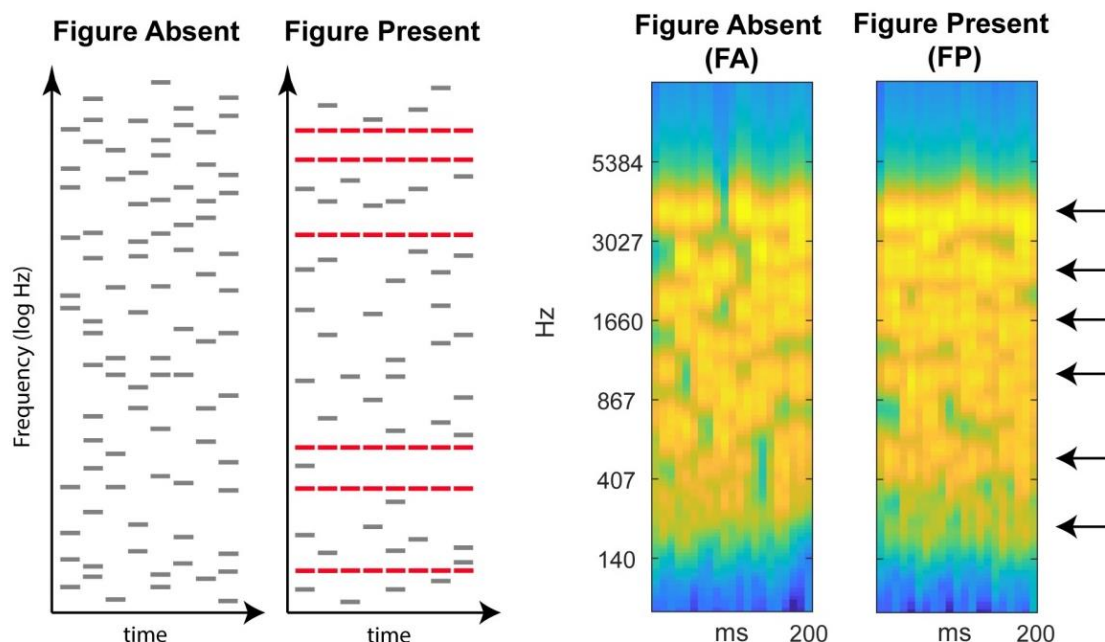 Figure Absent
Figure Present
Frequency (log Hz)
time
time
Figure Absent
(FA)
Figure Present
(FP)
Hz
5384
3027
1660
867
407
140
ms
200
ms
200